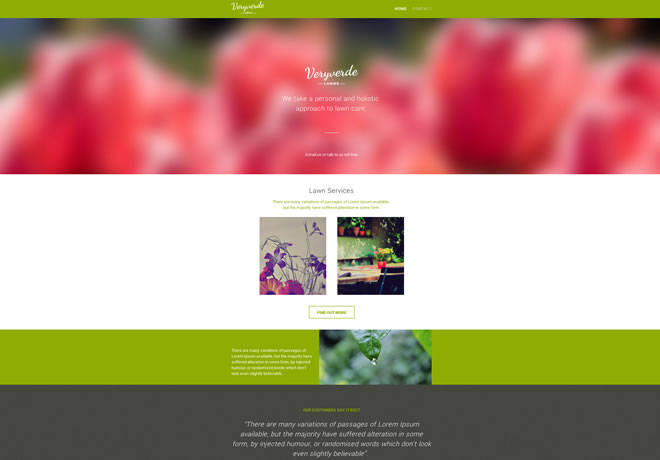 Veryverde
LAWNS
HOME CONTACT
Veryverde
LAWNS
We take a personal and holistic
approach to lawn care.
Email us or talk to us toll free.
Lawn Services
There are many variations of passages of Lorem Ipsum available,
but the majority have suffered alteration in some form.
FIND OUT MORE
There are many variations of passages of
Lorem Ipsum available, but the majority have
suffered alteration in some form, by injected
humour, or randomised words which don't
look even slightly believable.
OUR CUSTOMERS SAY IT BEST
"There are many variations of passages of Lorem Ipsum
available, but the majority have suffered alteration in some
form, by injected humour, or randomised words which don't look
even slightly believable".